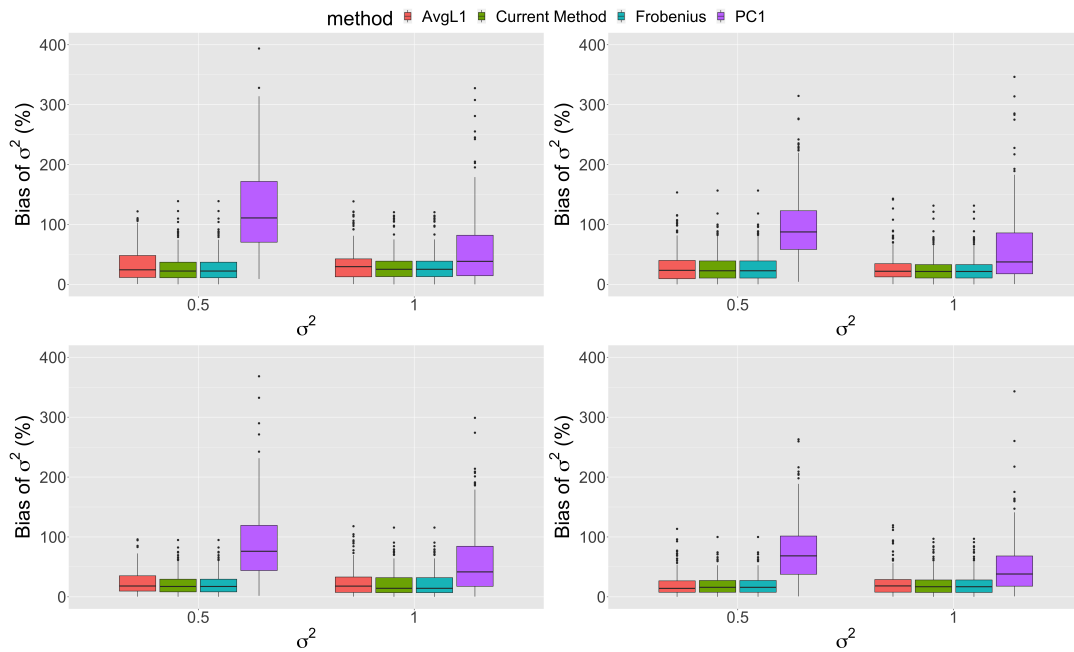 method AvgL1 Current Method Frobenius PC1
400
300
200
100
0
Bias of σ² (%)
0.5 1
σ²
400
300
200
100
0
Bias of σ² (%)
0.5 1
σ²
400
300
200
100
0
Bias of σ² (%)
0.5 1
σ²
400
300
200
100
0
Bias of σ² (%)
0.5 1
σ²